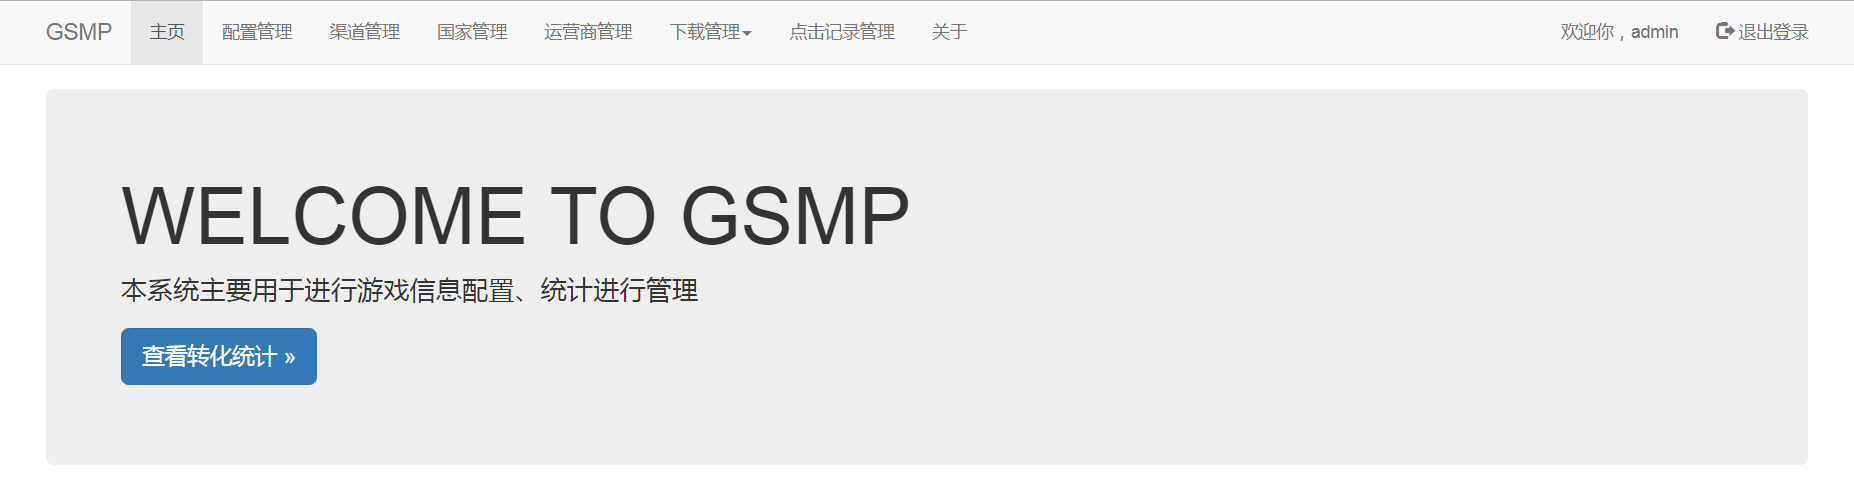 GSMP 主页 配置管理 渠道管理 国家管理 运营商管理 下载管理 点击记录管理 关于 欢迎你，admin 退出登录
WELCOME TO GSMP
本系统主要用于进行游戏信息配置、统计进行管理
查看转化统计 »